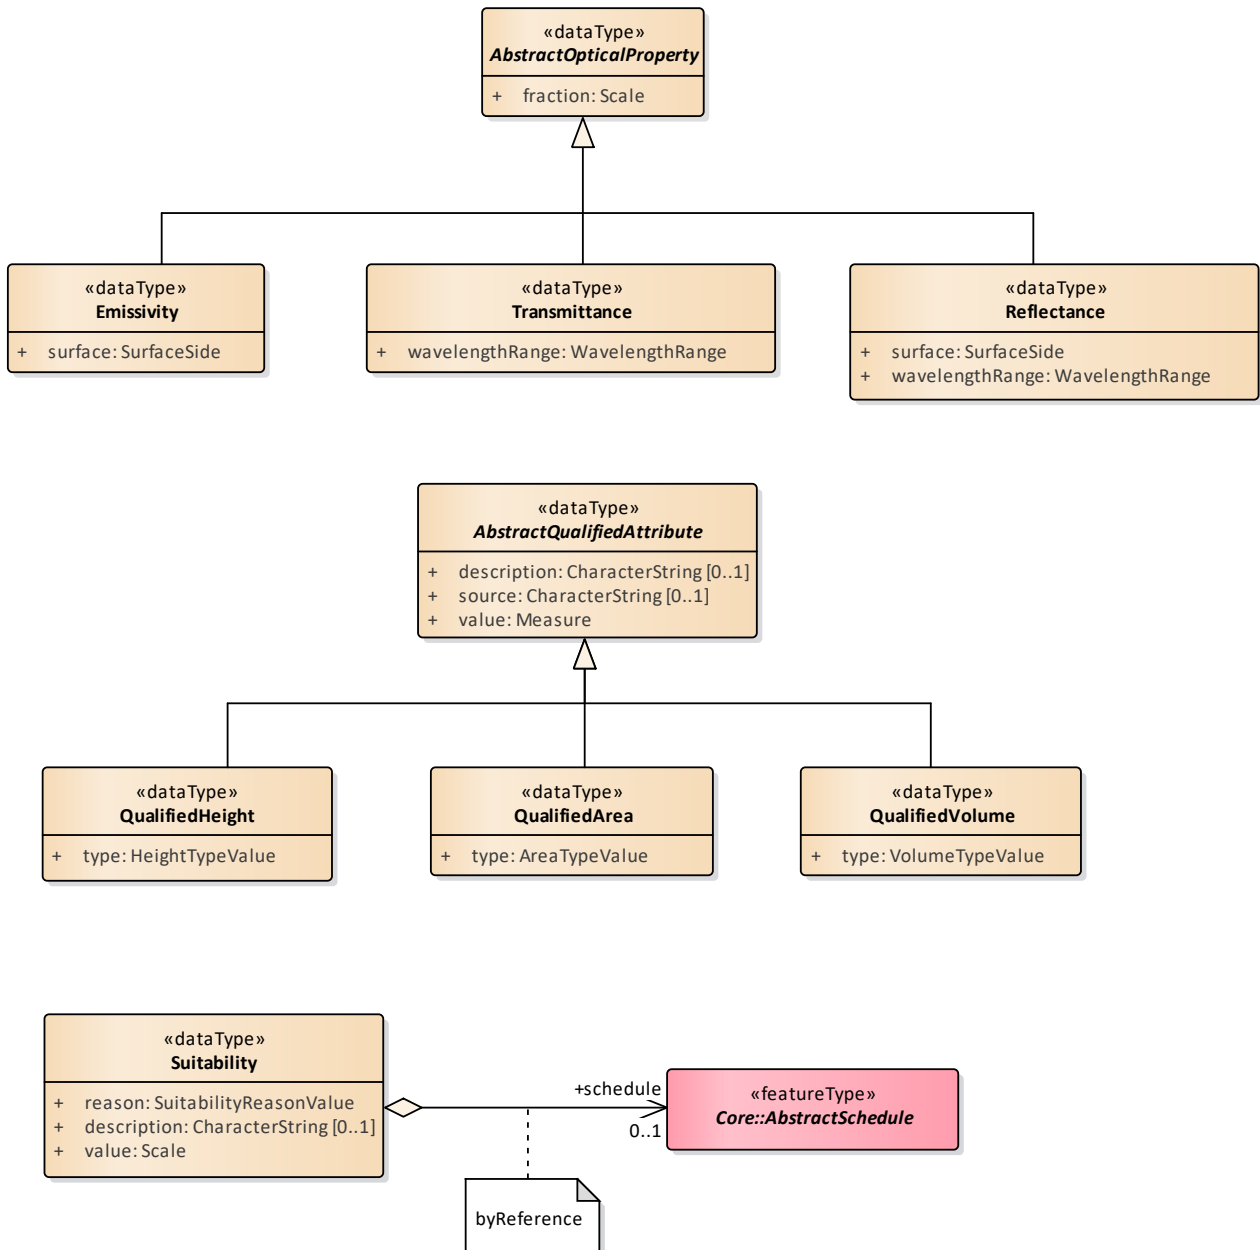 «dataType»
AbstractOpticalProperty
+ fraction: Scale
«dataType»
Emissivity
+ surface: SurfaceSide
«dataType»
Transmittance
+ wavelengthRange: WavelengthRange
«dataType»
Reflectance
+ surface: SurfaceSide
+ wavelengthRange: WavelengthRange
«dataType»
AbstractQualifiedAttribute
+ description: CharacterString [0..1]
+ source: CharacterString [0..1]
+ value: Measure
«dataType»
QualifiedHeight
+ type: HeightTypeValue
«dataType»
QualifiedArea
+ type: AreaTypeValue
«dataType»
QualifiedVolume
+ type: VolumeTypeValue
«dataType»
Suitability
+ reason: SuitabilityReasonValue
+ description: CharacterString [0..1]
+ value: Scale
+schedule
0..1
«featureType»
Core::AbstractSchedule
byReference